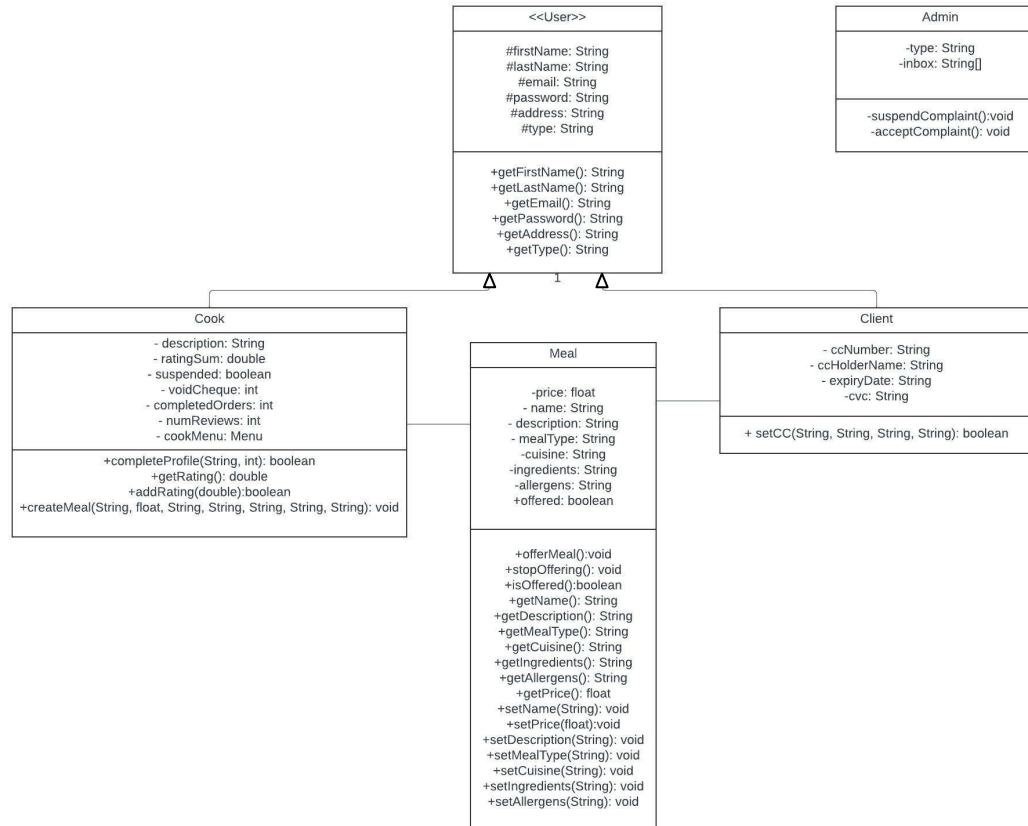 <<User>>
#firstName: String
#lastName: String
#email: String
#password: String
#address: String
#type: String
+getFirstName(): String
+getLastName(): String
+getEmail(): String
+getPassword(): String
+getAddress(): String
+getType(): String
1
Admin
-type: String
-inbox: String[]
-suspendComplaint():void
-acceptComplaint(): void
Cook
- description: String
- ratingSum: double
- suspended: boolean
- voidCheque: int
- completedOrders: int
- numReviews: int
- cookMenu: Menu
+completeProfile(String, int): boolean
+getRating(): double
+addRating(double):boolean
+createMeal(String, float, String, String, String, String, String): void
Meal
-price: float
- name: String
- description: String
- mealType: String
-cuisine: String
-ingredients: String
-allergens: String
+offered: boolean
+offerMeal():void
+stopOffering(): void
+isOffered():boolean
+getName(): String
+getDescription(): String
+getMealType(): String
+getCuisine(): String
+getIngredients(): String
+getAllergens(): String
+getPrice(): float
+setName(String): void
+setPrice(float):void
+setDescription(String): void
+setMealType(String): void
+setCuisine(String): void
+setIngredients(String): void
+setAllergens(String): void
Client
- ccNumber: String
- ccHolderName: String
- expiryDate: String
-cvc: String
+ setCC(String, String, String, String): boolean